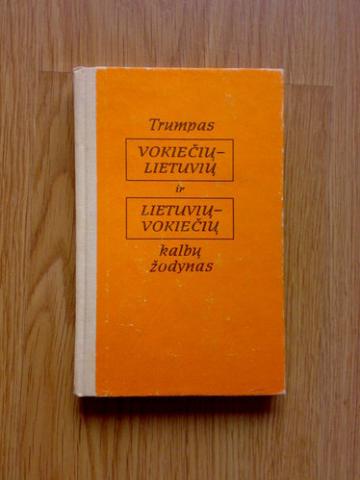 Trumpas
VOKIEČIŲ–
LIETUVIŲ
ir
LIETUVIŲ–
VOKIEČIŲ
kalbų
žodynas